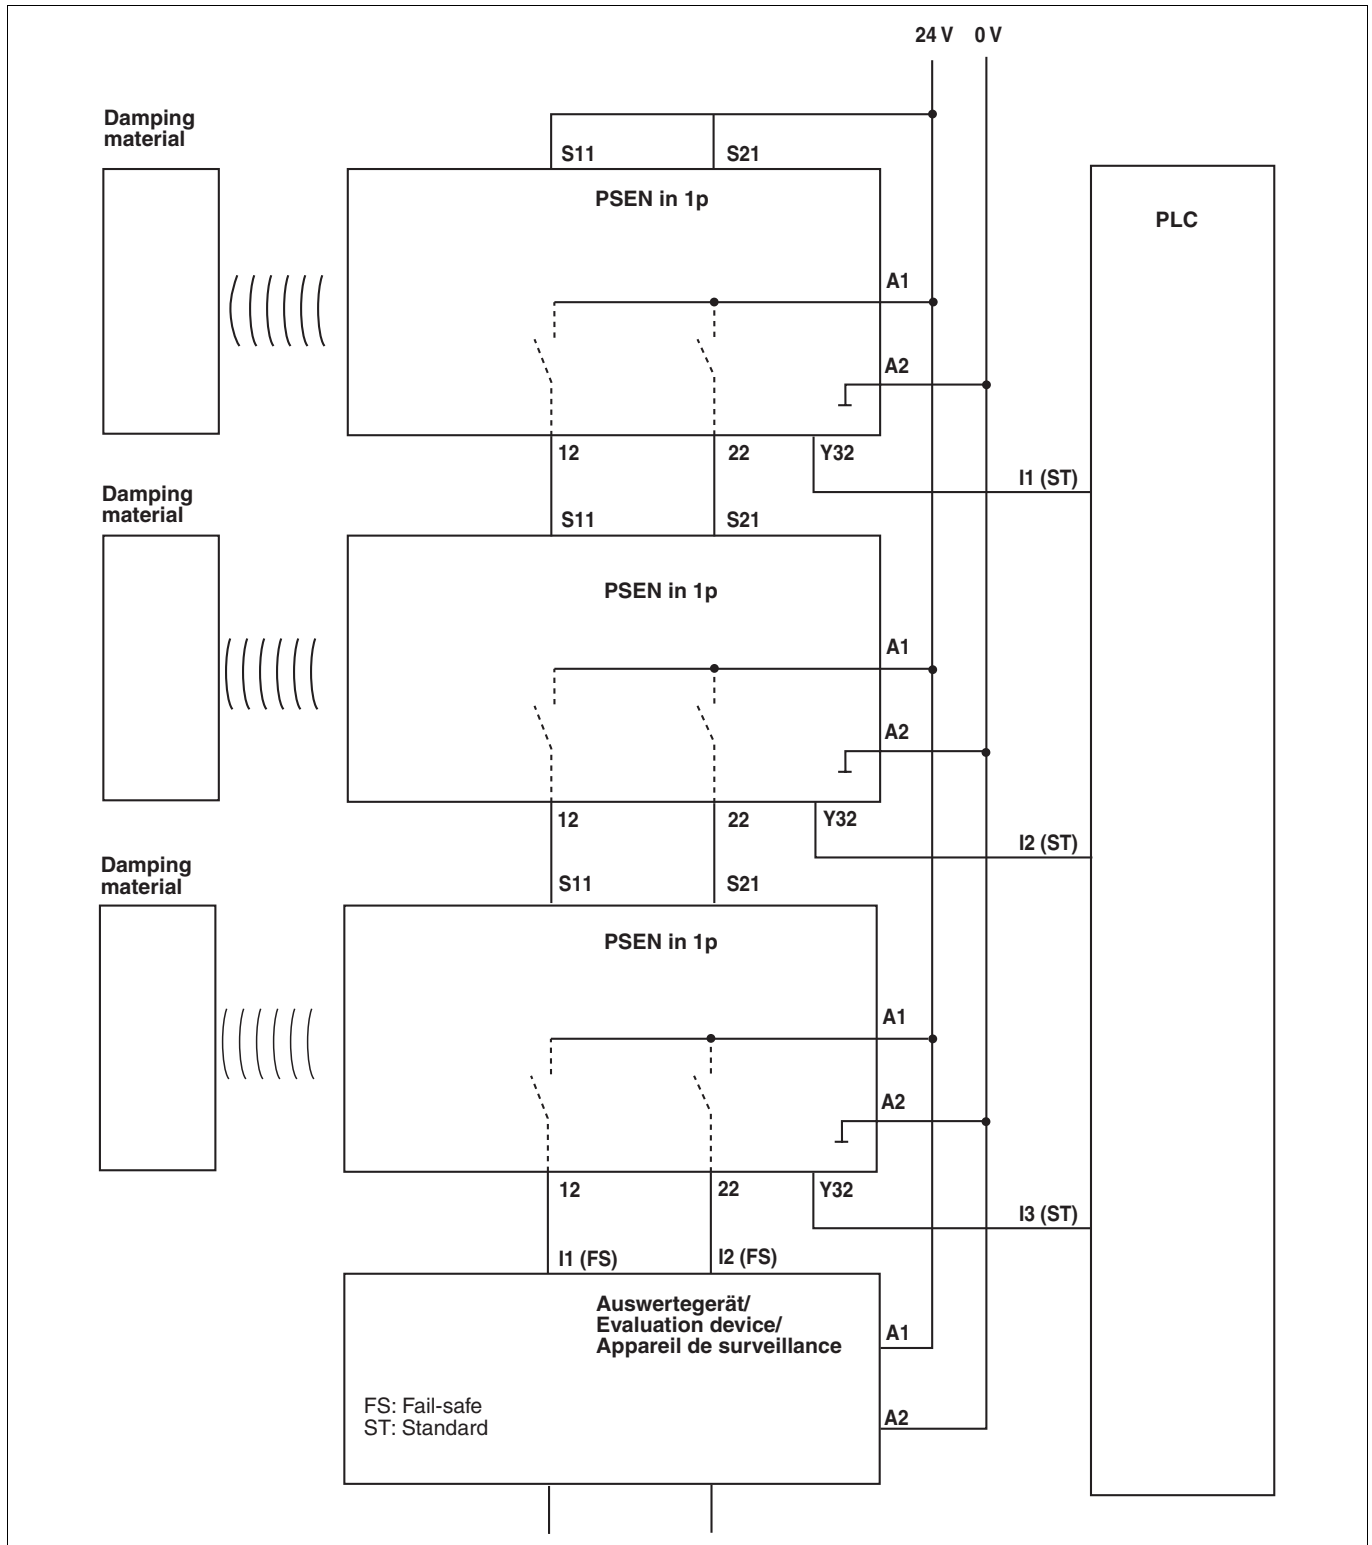 24 V 0 V
Damping
material
S11 S21
PSEN in 1p
PLC
A1
A2
12 22 Y32
I1 (ST)
Damping
material
S11 S21
PSEN in 1p
A1
A2
12 22 Y32
I2 (ST)
Damping
material
S11 S21
PSEN in 1p
A1
A2
12 22 Y32
I3 (ST)
I1 (FS) I2 (FS)
Auswertegerät/
Evaluation device/
Appareil de surveillance
A1
FS: Fail-safe
ST: Standard
A2